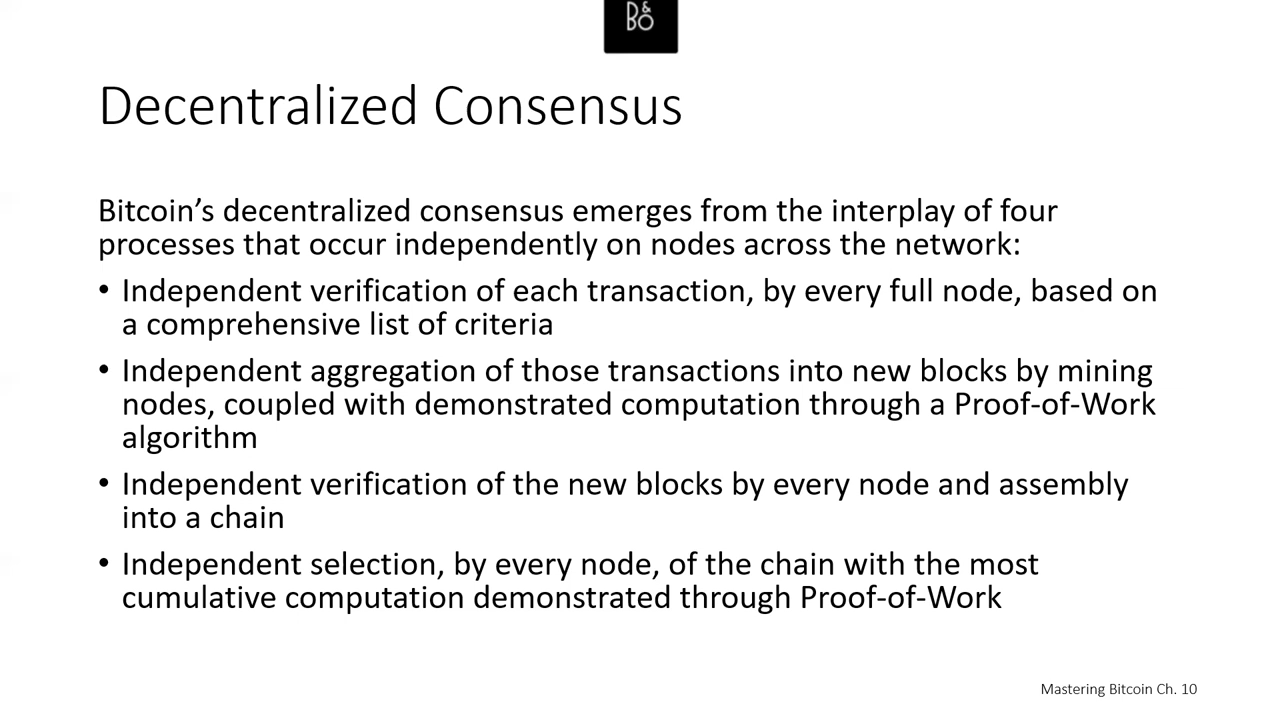 B&O
Decentralized Consensus
Bitcoin’s decentralized consensus emerges from the interplay of four
processes that occur independently on nodes across the network:
• Independent verification of each transaction, by every full node, based on
a comprehensive list of criteria
• Independent aggregation of those transactions into new blocks by mining
nodes, coupled with demonstrated computation through a Proof-of-Work
algorithm
• Independent verification of the new blocks by every node and assembly
into a chain
• Independent selection, by every node, of the chain with the most
cumulative computation demonstrated through Proof-of-Work
Mastering Bitcoin Ch. 10